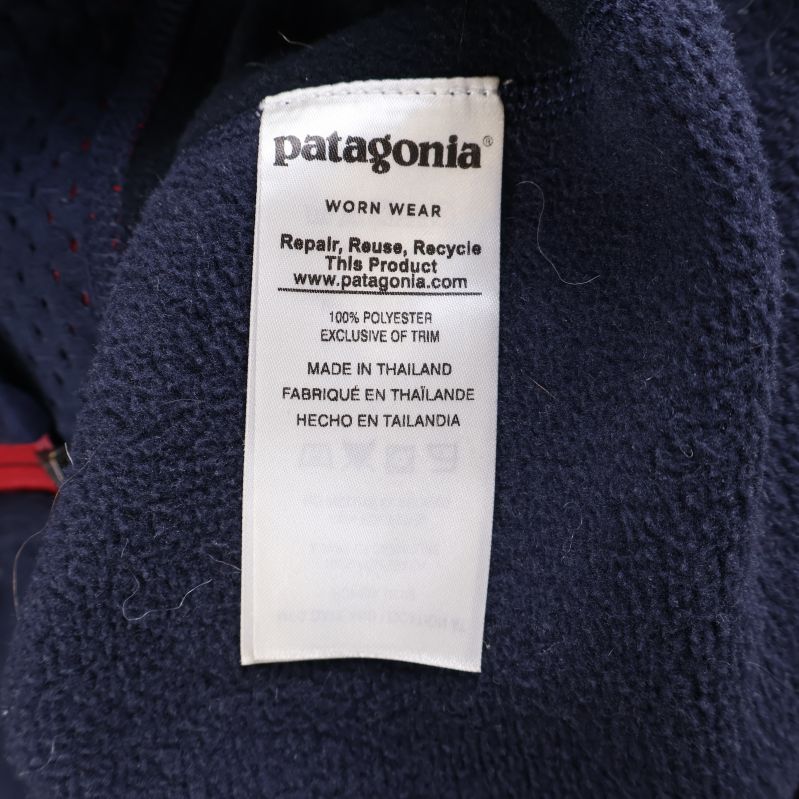 patagonia®
WORN WEAR
Repair, Reuse, Recycle
This Product
www.patagonia.com
100% POLYESTER
EXCLUSIVE OF TRIM
MADE IN THAILAND
FABRIQUÉ EN THAÏLANDE
HECHO EN TAILANDIA